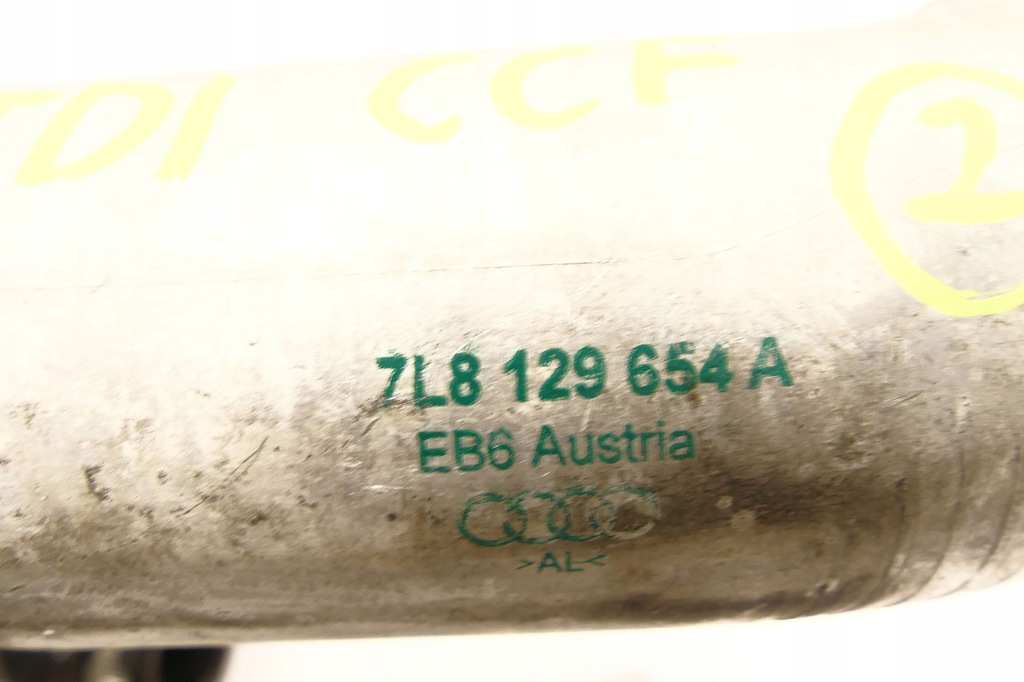 TDI CCF 2
7L8 129 654 A
EB6 Austria
>AL<